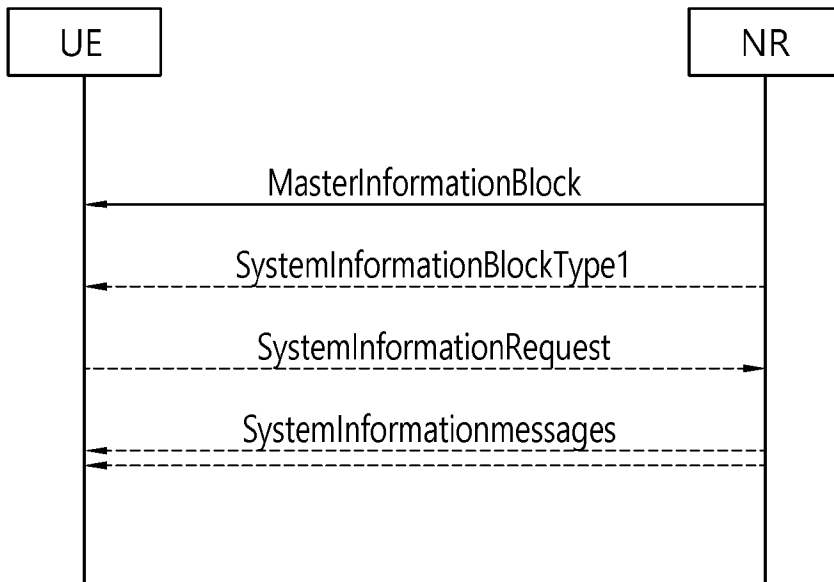 UE
NR
MasterInformationBlock
SystemInformationBlockType1
SystemInformationRequest
SystemInformationmessages